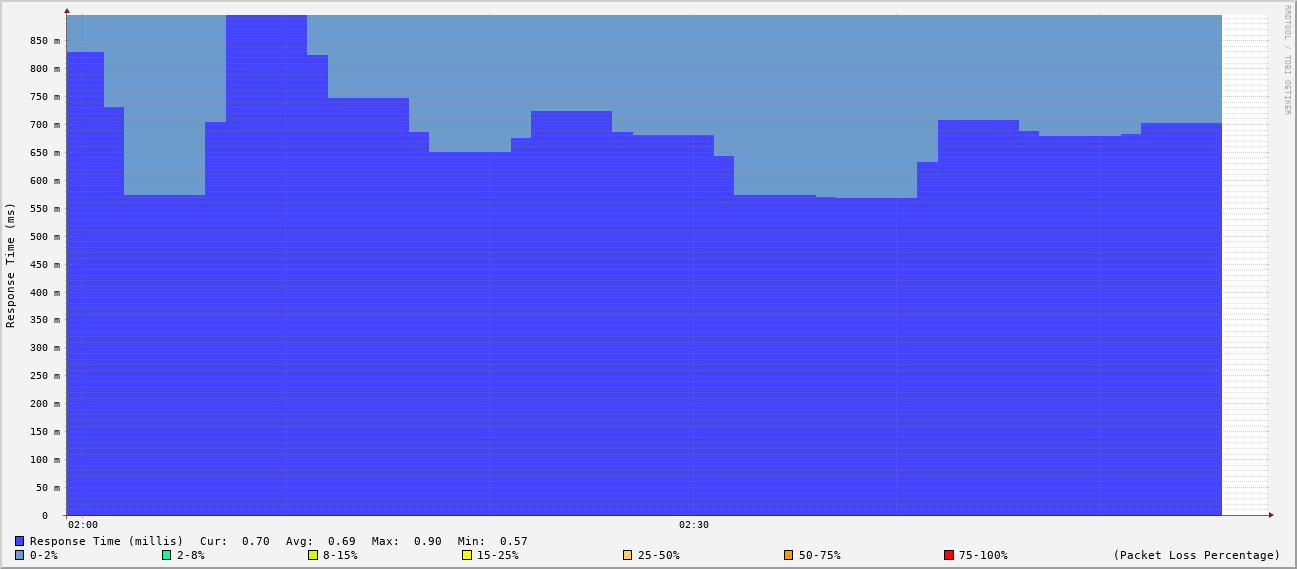 RRDTOOL / TOBI OETIKER
Response Time (ms)
850 m
800 m
750 m
700 m
650 m
600 m
550 m
500 m
450 m
400 m
350 m
300 m
250 m
200 m
150 m
100 m
50 m
0
02:00 02:30
Response Time (millis) Cur: 0.70 Avg: 0.69 Max: 0.90 Min: 0.57
0-2% 2-8% 8-15% 15-25% 25-50% 50-75% 75-100% (Packet Loss Percentage)